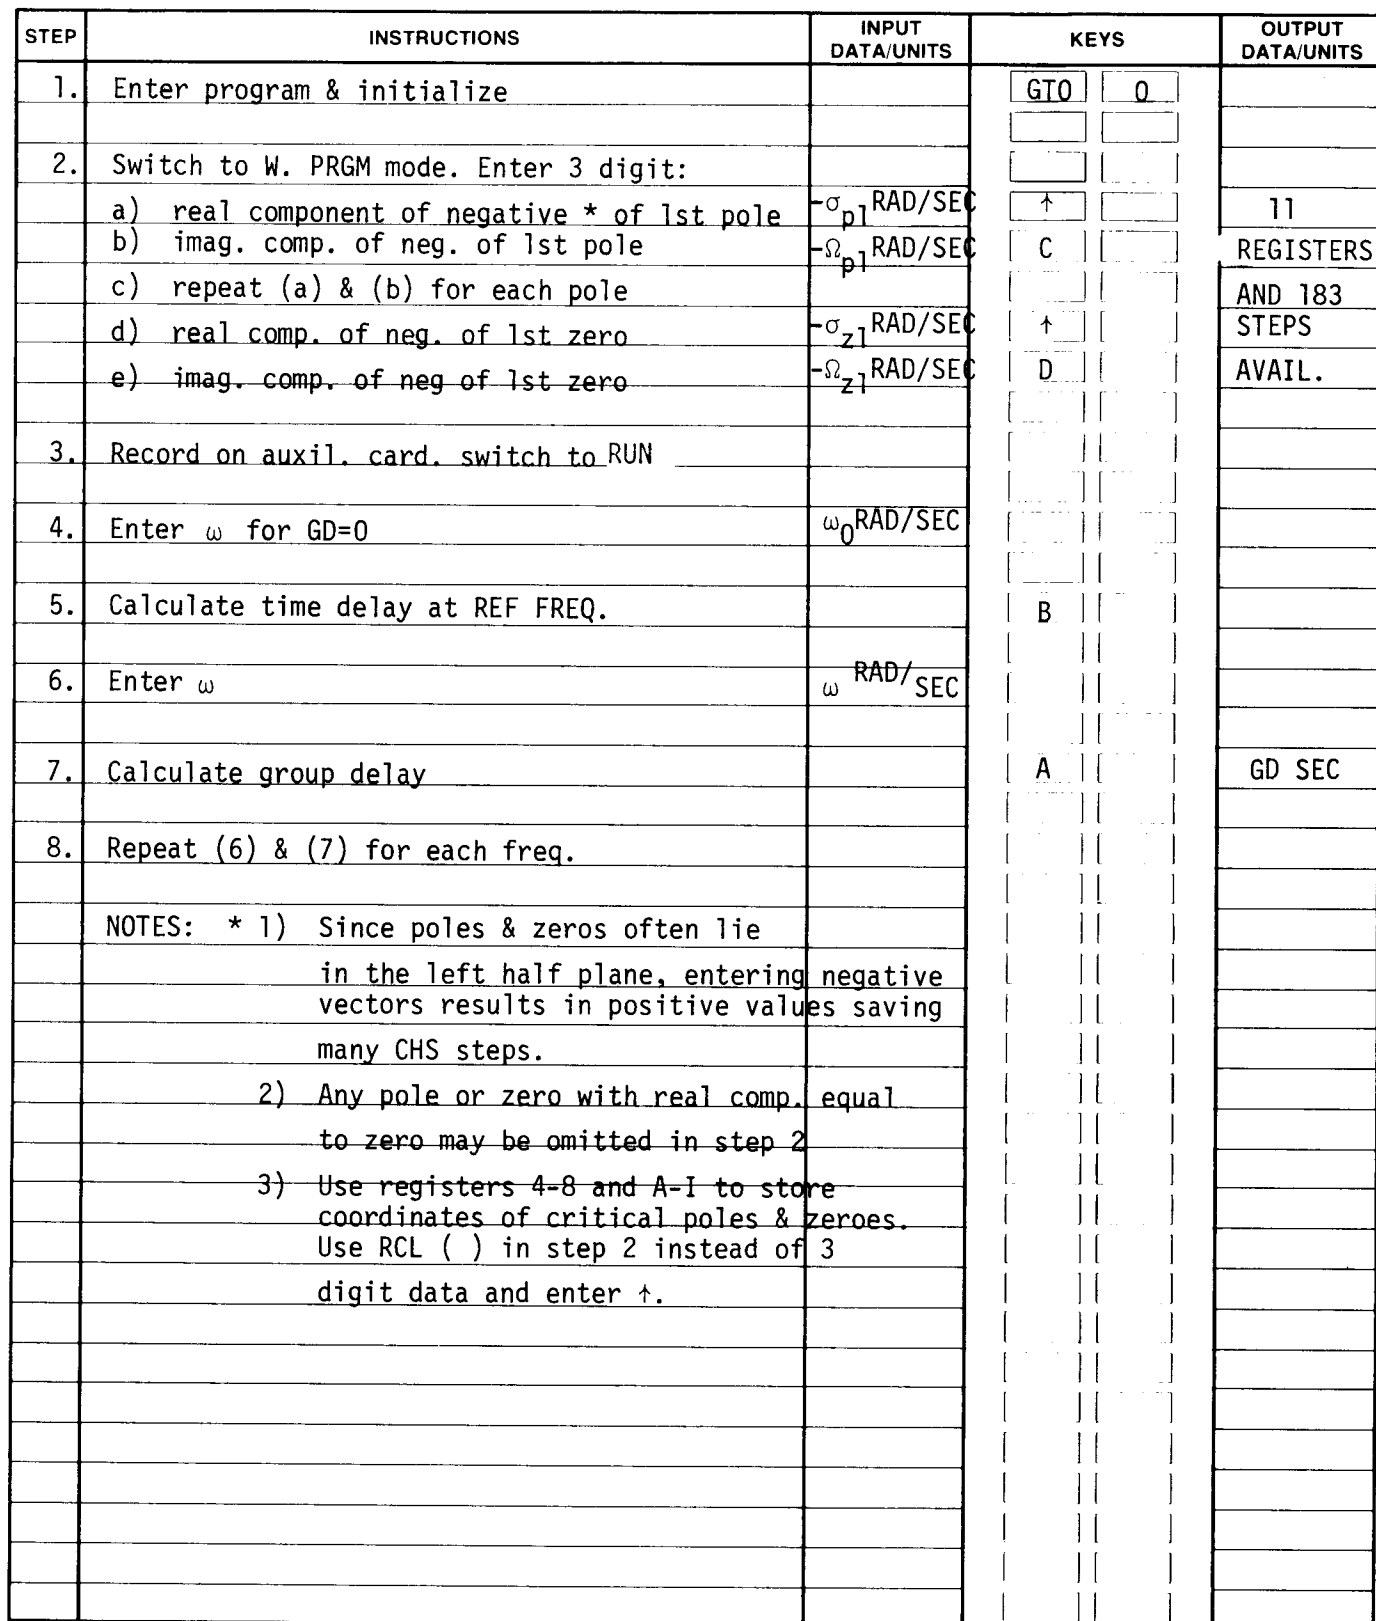 STEP INSTRUCTIONS INPUT DATA/UNITS KEYS OUTPUT DATA/UNITS
1. Enter program & initialize GTO 0
2. Switch to W. PRGM mode. Enter 3 digit:
a) real component of negative * of 1st pole -σp1 RAD/SEC ↑ 11
b) imag. comp. of neg. of 1st pole -Ωp1 RAD/SEC C REGISTERS
c) repeat (a) & (b) for each pole AND 183
d) real comp. of neg. of 1st zero -σz1 RAD/SEC ↑ STEPS
e) imag. comp. of neg of 1st zero -Ωz1 RAD/SEC D AVAIL.
3. Record on auxil. card. switch to RUN
4. Enter ω for GD=0 ω0 RAD/SEC
5. Calculate time delay at REF FREQ. B
6. Enter ω ω RAD/SEC
7. Calculate group delay A GD SEC
8. Repeat (6) & (7) for each freq.
NOTES: * 1) Since poles & zeros often lie
in the left half plane, entering negative
vectors results in positive values saving
many CHS steps.
2) Any pole or zero with real comp. equal
to zero may be omitted in step 2
3) Use registers 4-8 and A-I to store
coordinates of critical poles & zeroes.
Use RCL ( ) in step 2 instead of 3
digit data and enter ↑.